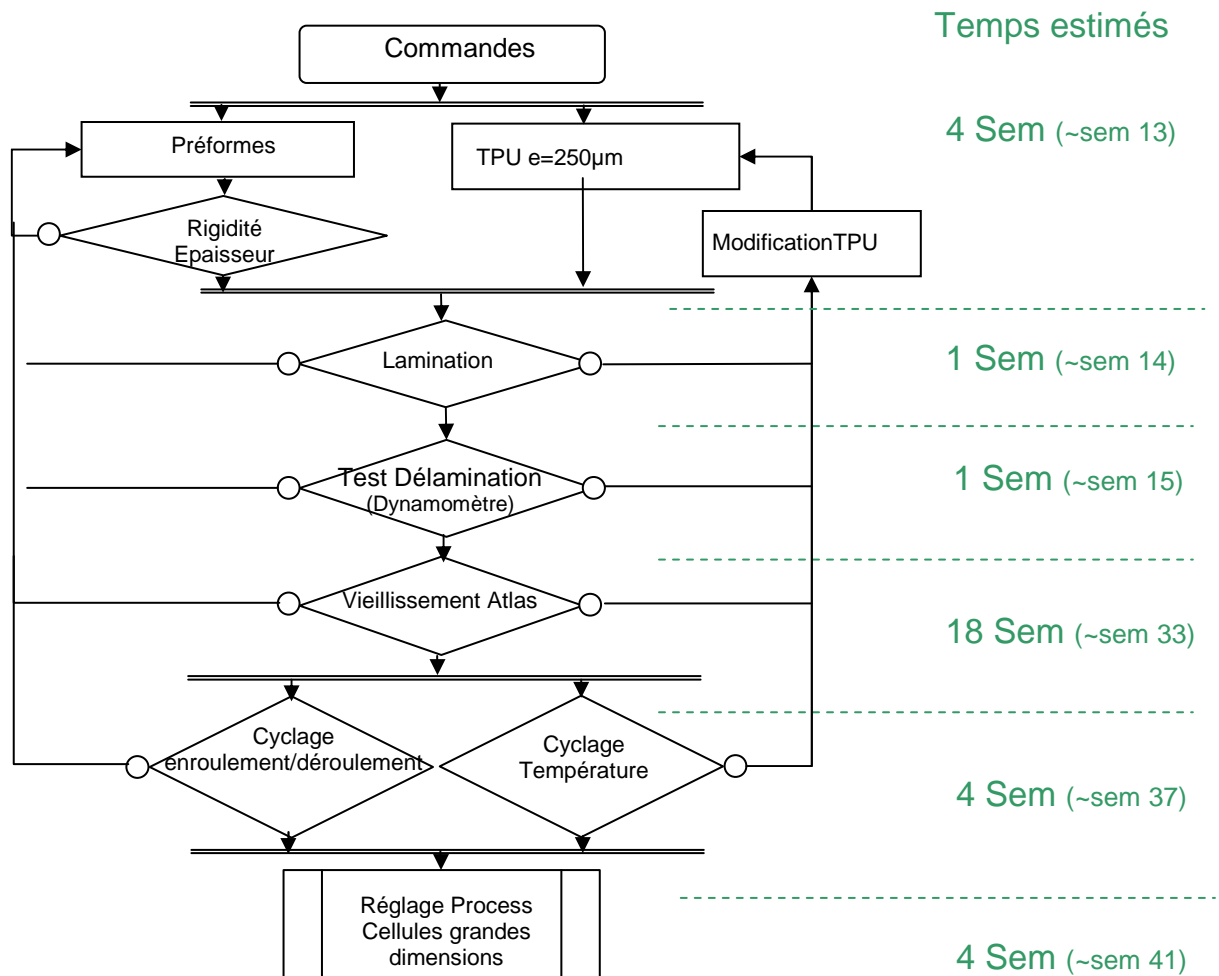 Temps estimés
Commandes
4 Sem (~sem 13)
Préformes
TPU e=250µm
Rigidité
Epaisseur
ModificationTPU
Lamination
1 Sem (~sem 14)
Test Délamination
(Dynamomètre)
1 Sem (~sem 15)
Vieillissement Atlas
18 Sem (~sem 33)
Cyclage
enroulement/déroulement
Cyclage
Température
4 Sem (~sem 37)
Réglage Process
Cellules grandes
dimensions
4 Sem (~sem 41)